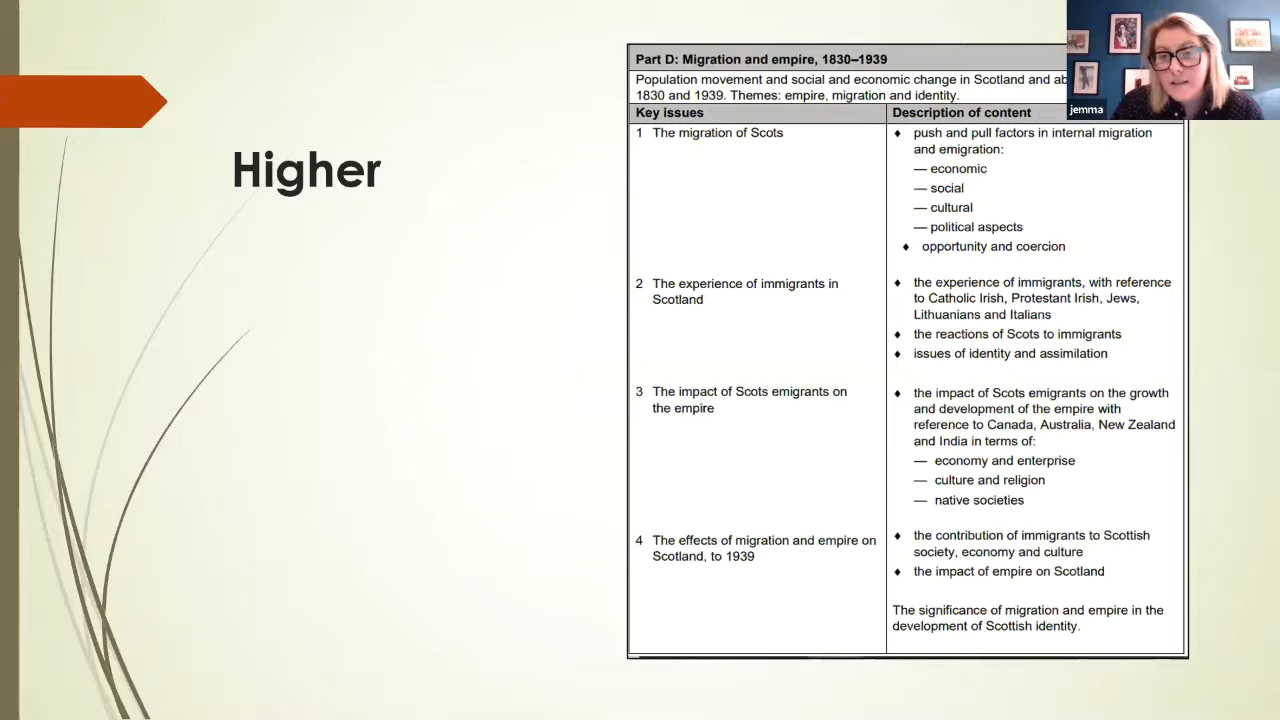 Higher
Part D: Migration and empire, 1830–1939
Population movement and social and economic change in Scotland and
1830 and 1939. Themes: empire, migration and identity.
Key issues
Description of content
1 The migration of Scots
♦ push and pull factors in internal migration
and emigration:
— economic
— social
— cultural
— political aspects
♦ opportunity and coercion
2 The experience of immigrants in
Scotland
♦ the experience of immigrants, with reference
to Catholic Irish, Protestant Irish, Jews,
Lithuanians and Italians
♦ the reactions of Scots to immigrants
♦ issues of identity and assimilation
3 The impact of Scots emigrants on
the empire
♦ the impact of Scots emigrants on the growth
and development of the empire with
reference to Canada, Australia, New Zealand
and India in terms of:
— economy and enterprise
— culture and religion
— native societies
4 The effects of migration and empire on
Scotland, to 1939
♦ the contribution of immigrants to Scottish
society, economy and culture
♦ the impact of empire on Scotland
The significance of migration and empire in the
development of Scottish identity.
jemma